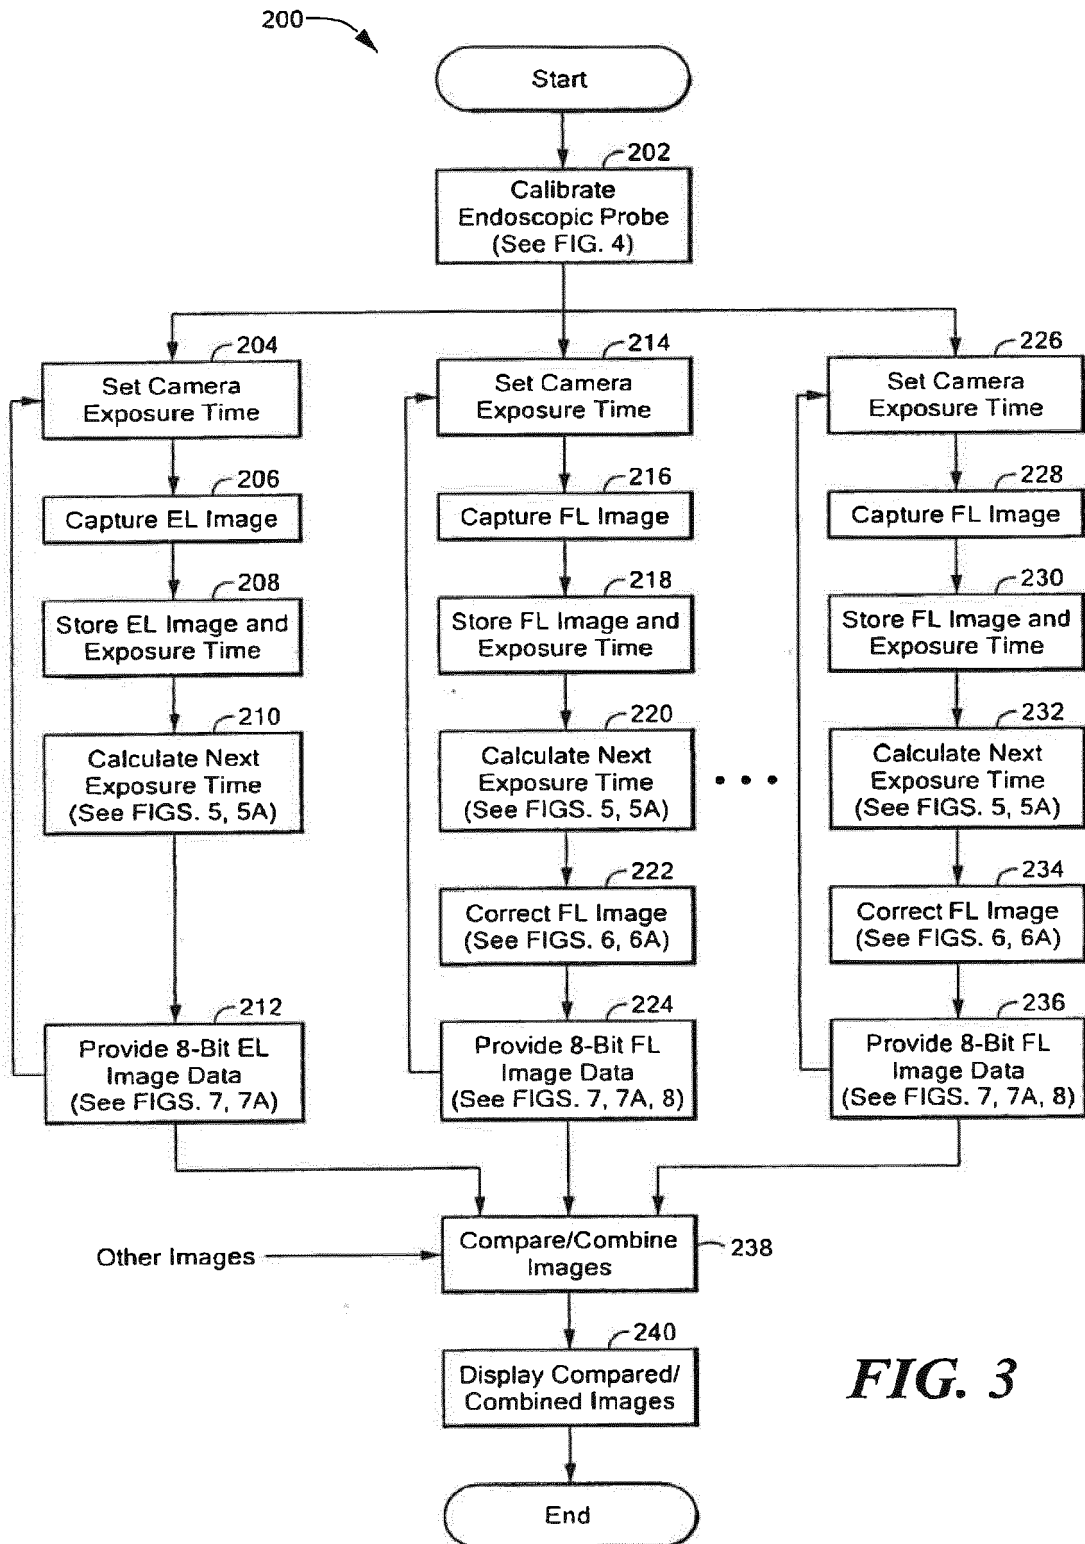 200
Start
202
Calibrate
Endoscopic Probe
(See FIG. 4)
204
Set Camera
Exposure Time
206
Capture EL Image
208
Store EL Image and
Exposure Time
210
Calculate Next
Exposure Time
(See FIGS. 5, 5A)
212
Provide 8-Bit EL
Image Data
(See FIGS. 7, 7A)
214
Set Camera
Exposure Time
216
Capture FL Image
218
Store FL Image and
Exposure Time
220
Calculate Next
Exposure Time
(See FIGS. 5, 5A)
222
Correct FL Image
(See FIGS. 6, 6A)
224
Provide 8-Bit FL
Image Data
(See FIGS. 7, 7A, 8)
• • •
226
Set Camera
Exposure Time
228
Capture FL Image
230
Store FL Image and
Exposure Time
232
Calculate Next
Exposure Time
(See FIGS. 5, 5A)
234
Correct FL Image
(See FIGS. 6, 6A)
236
Provide 8-Bit FL
Image Data
(See FIGS. 7, 7A, 8)
Other Images
Compare/Combine
Images
238
240
Display Compared/
Combined Images
End
FIG. 3